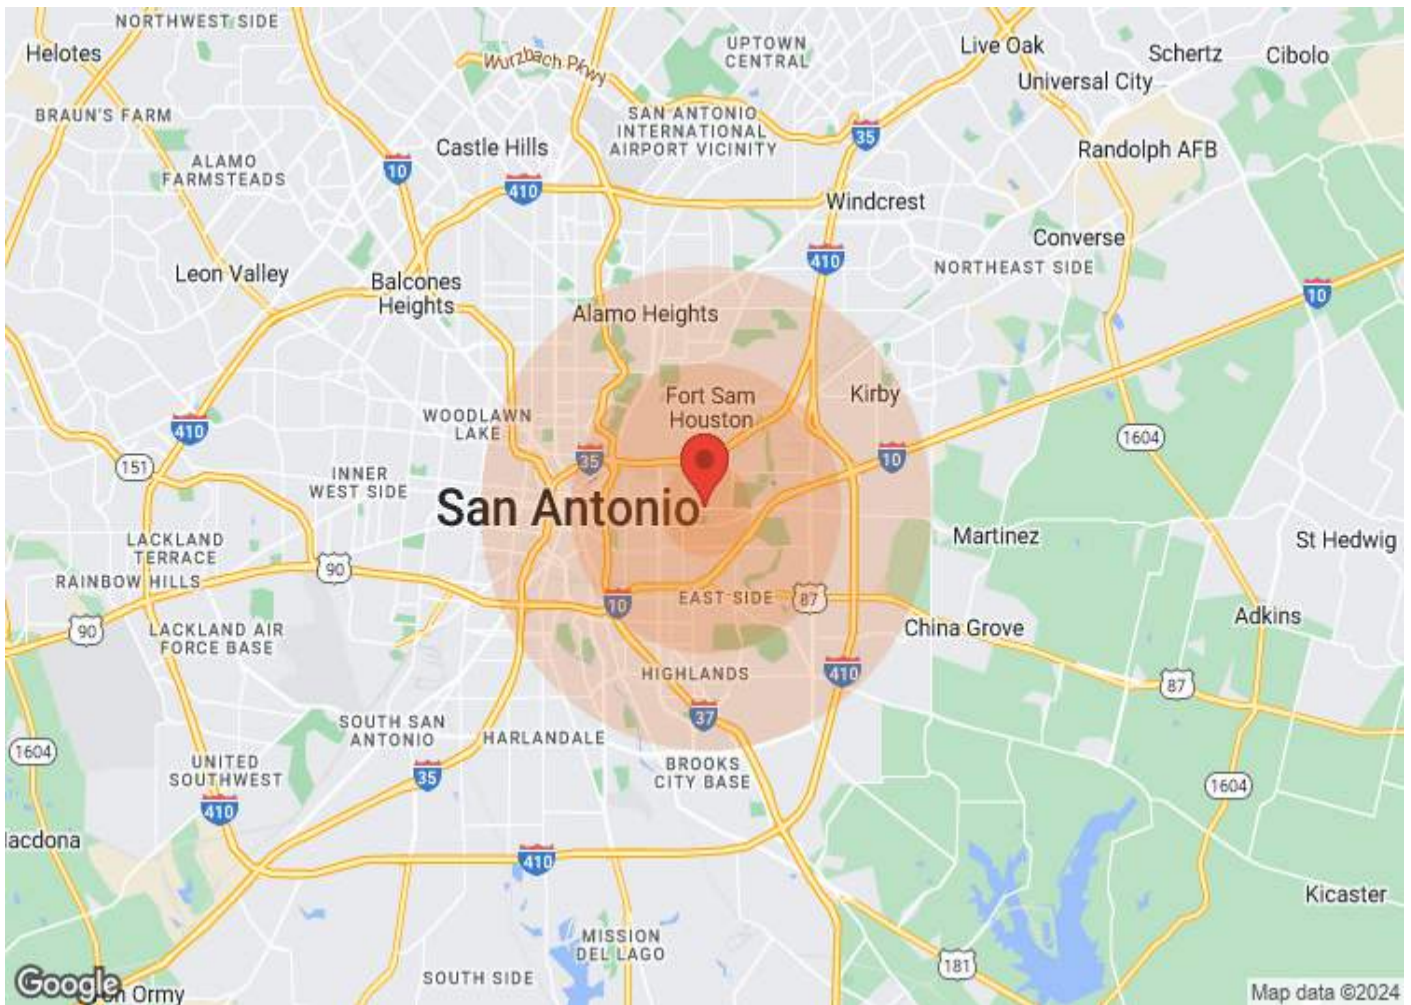 NORTHWEST SIDE
Helotes
Wurzbach Pkwy
UPTOWN
CENTRAL
Live Oak
Schertz
Cibolo
Universal City
BRAUN'S FARM
SAN ANTONIO
INTERNATIONAL
AIRPORT VICINITY
35
Castle Hills
Randolph AFB
ALAMO
FARMSTEADS
10
410
Windcrest
Converse
410
NORTHEAST SIDE
Leon Valley
Balcones
Heights
10
Alamo Heights
Fort Sam
Houston
Kirby
WOODLAWN
LAKE
410
1604
151
35
10
INNER
WEST SIDE
San Antonio
Martinez
St Hedwig
LACKLAND
TERRACE
RAINBOW HILLS
90
10
EAST SIDE
87
Adkins
90
LACKLAND AIR
FORCE BASE
China Grove
HIGHLANDS
410
87
37
SOUTH SAN
ANTONIO
HARLANDALE
1604
UNITED
SOUTHWEST
35
BROOKS
CITY BASE
1604
410
acdona
410
Kicaster
MISSION
DEL LAGO
181
SOUTH SIDE
Google
Ormy
Map data ©2024